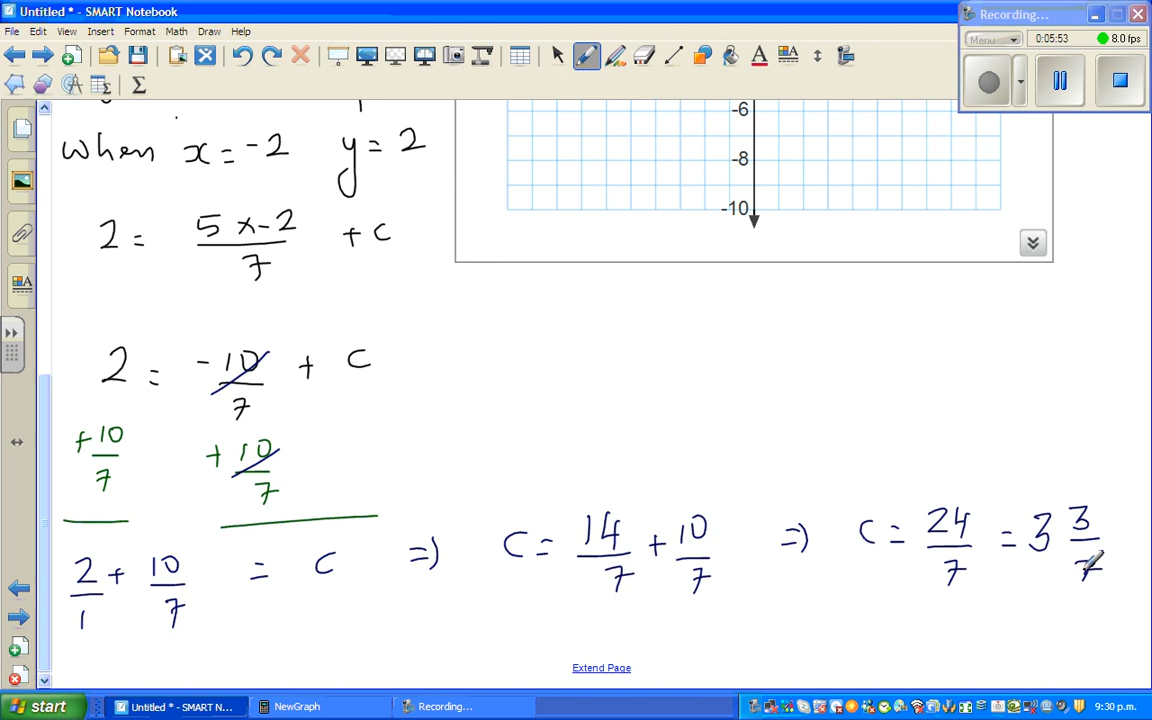 Untitled * - SMART Notebook
File Edit View Insert Format Math Draw Help
Recording...
Menu 0:05:53 8.0 fps
-6
-8
-10
when x = -2 y = 2
2 = 5 x -2 / 7 + c
2 = -10/7 + c
+10/7 +10/7
2/1 + 10/7 = c => C = 14/7 + 10/7 => C = 24/7 = 3 3/7
Extend Page
start Untitled * - SMART N... NewGraph Recording... 9:30 p.m.